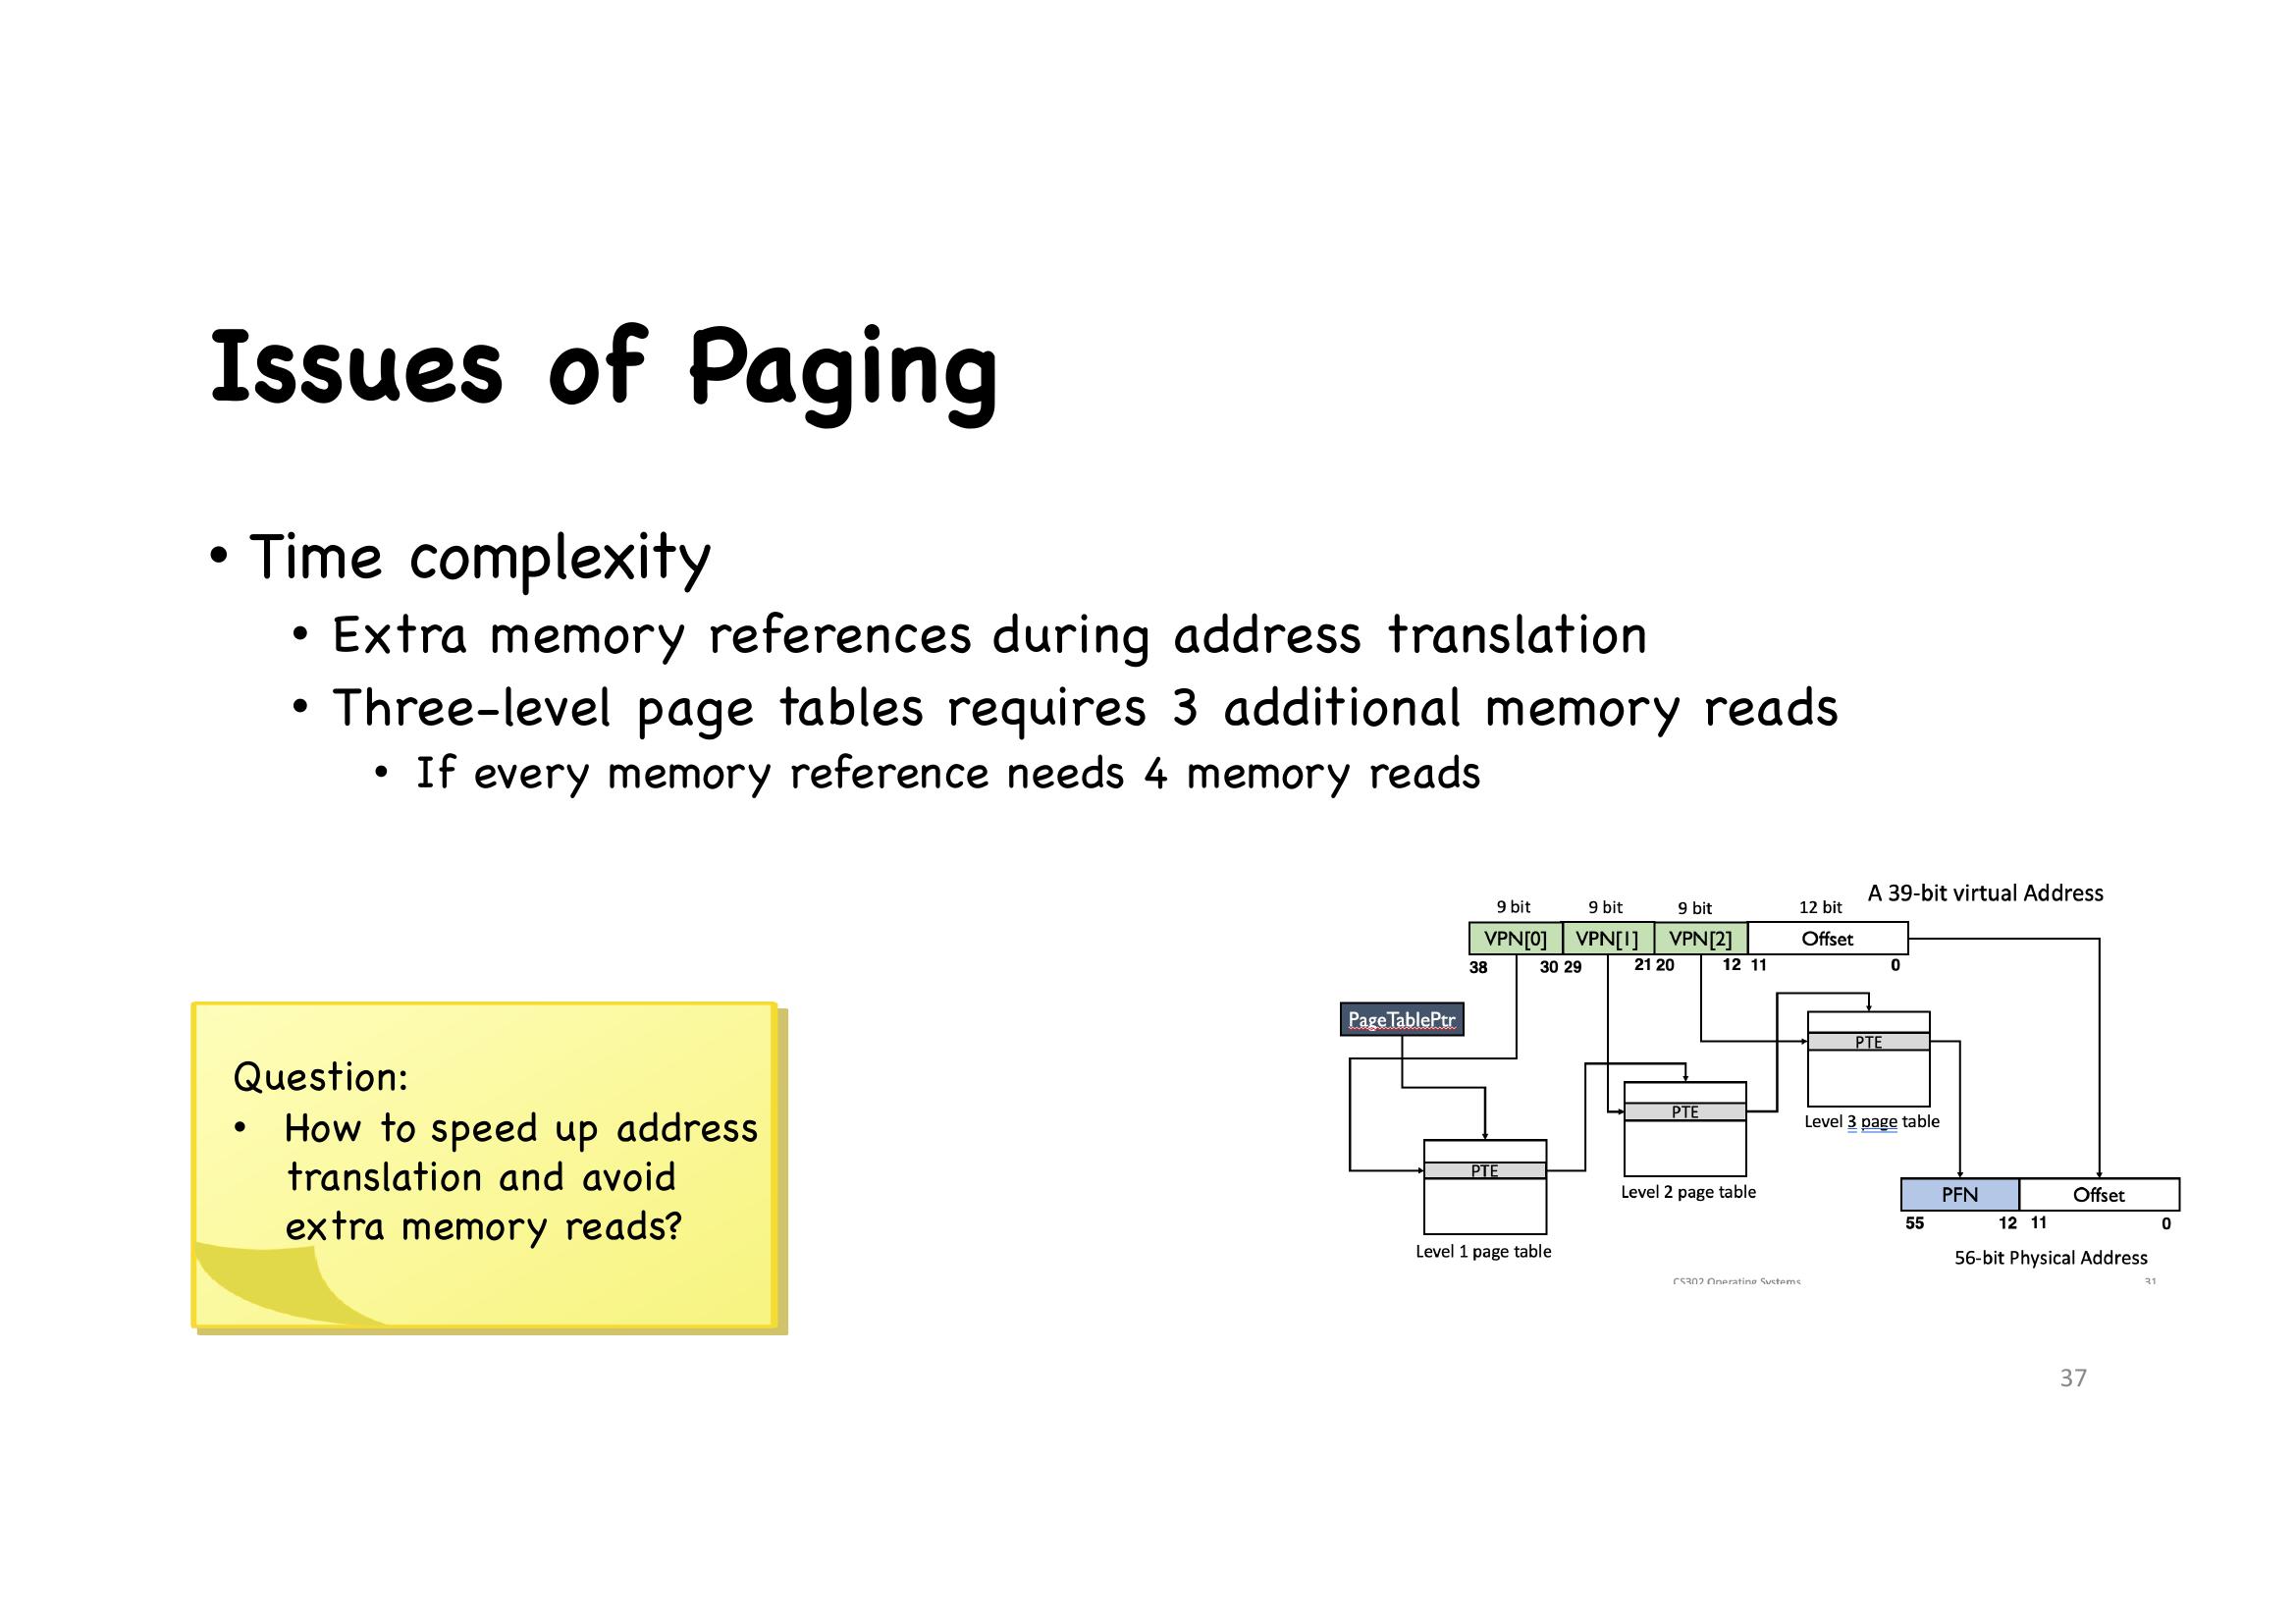 Issues of Paging
• Time complexity
• Extra memory references during address translation
• Three-level page tables requires 3 additional memory reads
• If every memory reference needs 4 memory reads
Question:
• How to speed up address
translation and avoid
extra memory reads?
A 39-bit virtual Address
9 bit 9 bit 9 bit 12 bit
VPN[0] VPN[1] VPN[2] Offset
38 30 29 21 20 12 11 0
PageTablePtr
PTE
Level 1 page table
PTE
Level 2 page table
PTE
Level 3 page table
PFN Offset
55 12 11 0
56-bit Physical Address
CS302 Operating Systems
31
37